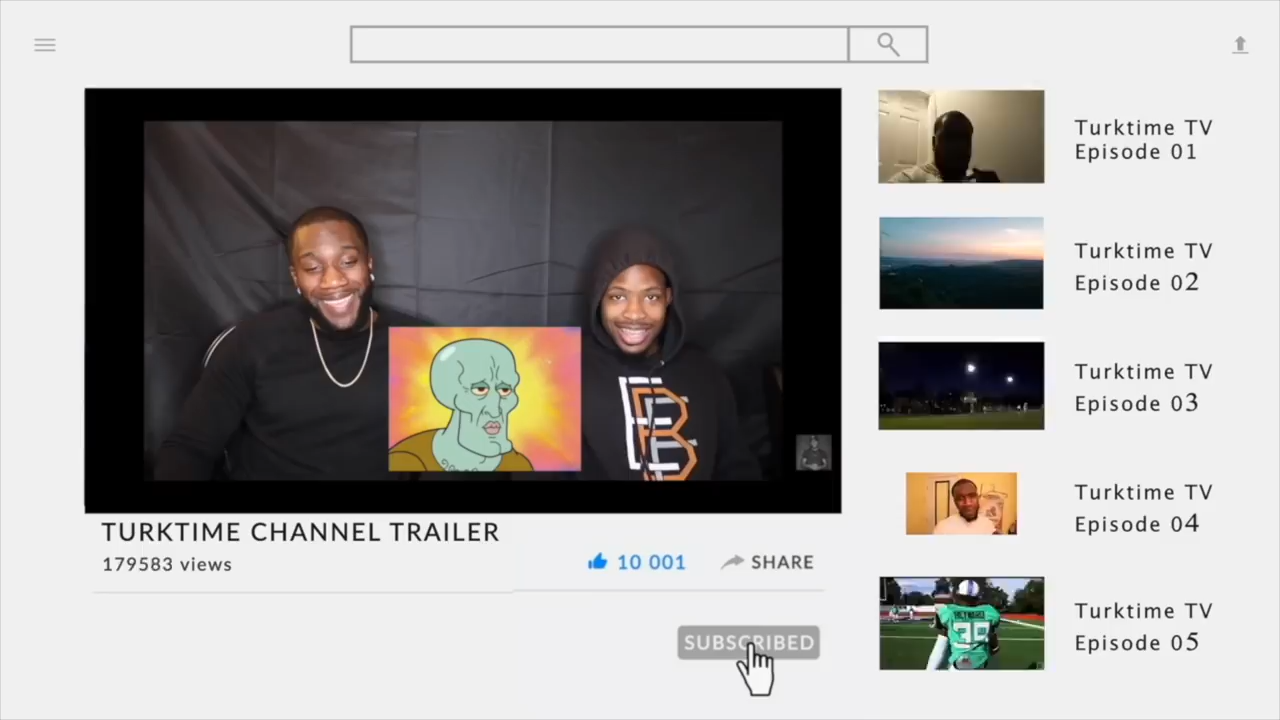 TURKTIME CHANNEL TRAILER
179583 views
10 001
SHARE
SUBSCRIBED
Turktime TV
Episode 01
Turktime TV
Episode 02
Turktime TV
Episode 03
Turktime TV
Episode 04
Turktime TV
Episode 05
39